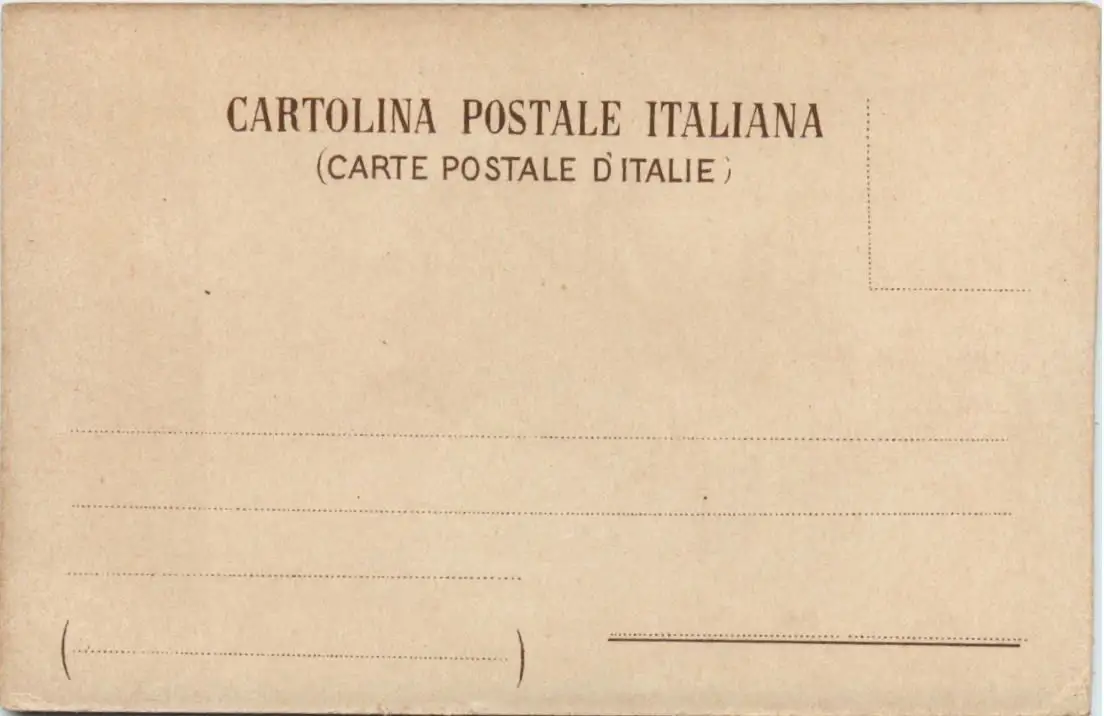 CARTOLINA POSTALE ITALIANA
(CARTE POSTALE D'ITALIE)